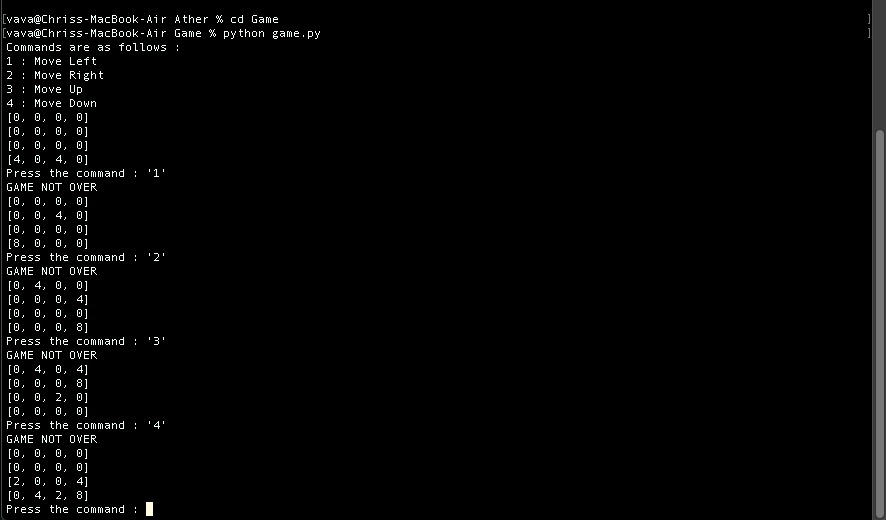 [vava@Chriss-MacBook-Air Ather % cd Game ]
[vava@Chriss-MacBook-Air Game % python game.py ]
Commands are as follows :
1 : Move Left
2 : Move Right
3 : Move Up
4 : Move Down
[0, 0, 0, 0]
[0, 0, 0, 0]
[0, 0, 0, 0]
[4, 0, 4, 0]
Press the command : '1'
GAME NOT OVER
[0, 0, 0, 0]
[0, 0, 4, 0]
[0, 0, 0, 0]
[8, 0, 0, 0]
Press the command : '2'
GAME NOT OVER
[0, 4, 0, 0]
[0, 0, 0, 4]
[0, 0, 0, 0]
[0, 0, 0, 8]
Press the command : '3'
GAME NOT OVER
[0, 4, 0, 4]
[0, 0, 0, 8]
[0, 0, 2, 0]
[0, 0, 0, 0]
Press the command : '4'
GAME NOT OVER
[0, 0, 0, 0]
[0, 0, 0, 0]
[2, 0, 0, 4]
[0, 4, 2, 8]
Press the command :